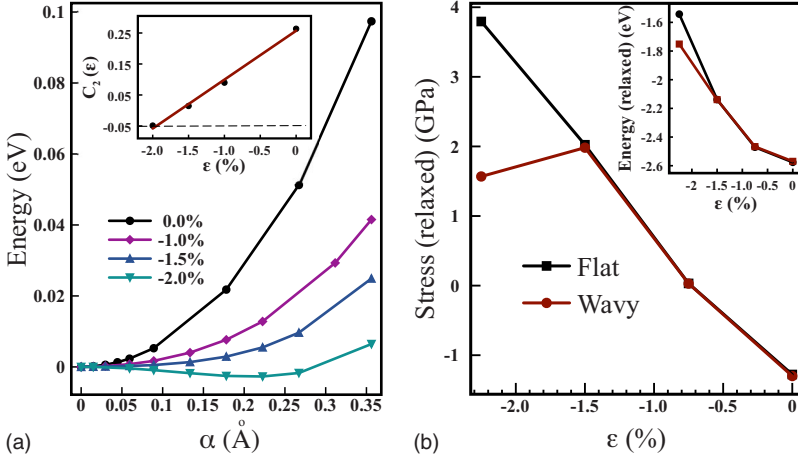 0.1
0.08
0.06
0.04
0.02
0
Energy (eV)
0 0.05 0.1 0.15 0.2 0.25 0.3 0.35
α (Å)
(a)
0.25
0.15
0.05
-0.05
C2 (ε)
-2.0 -1.5 -1.0 0
ε (%)
0.0%
-1.0%
-1.5%
-2.0%
4
3
2
1
0
-1
Stress (relaxed) (GPa)
-2.0 -1.5 -1.0 -0.5 0
ε (%)
(b)
Flat
Wavy
-1.6
-1.8
-2
-2.2
-2.4
-2.6
Energy (relaxed) (eV)
-2 -1.5 -1 -0.5 0
ε (%)